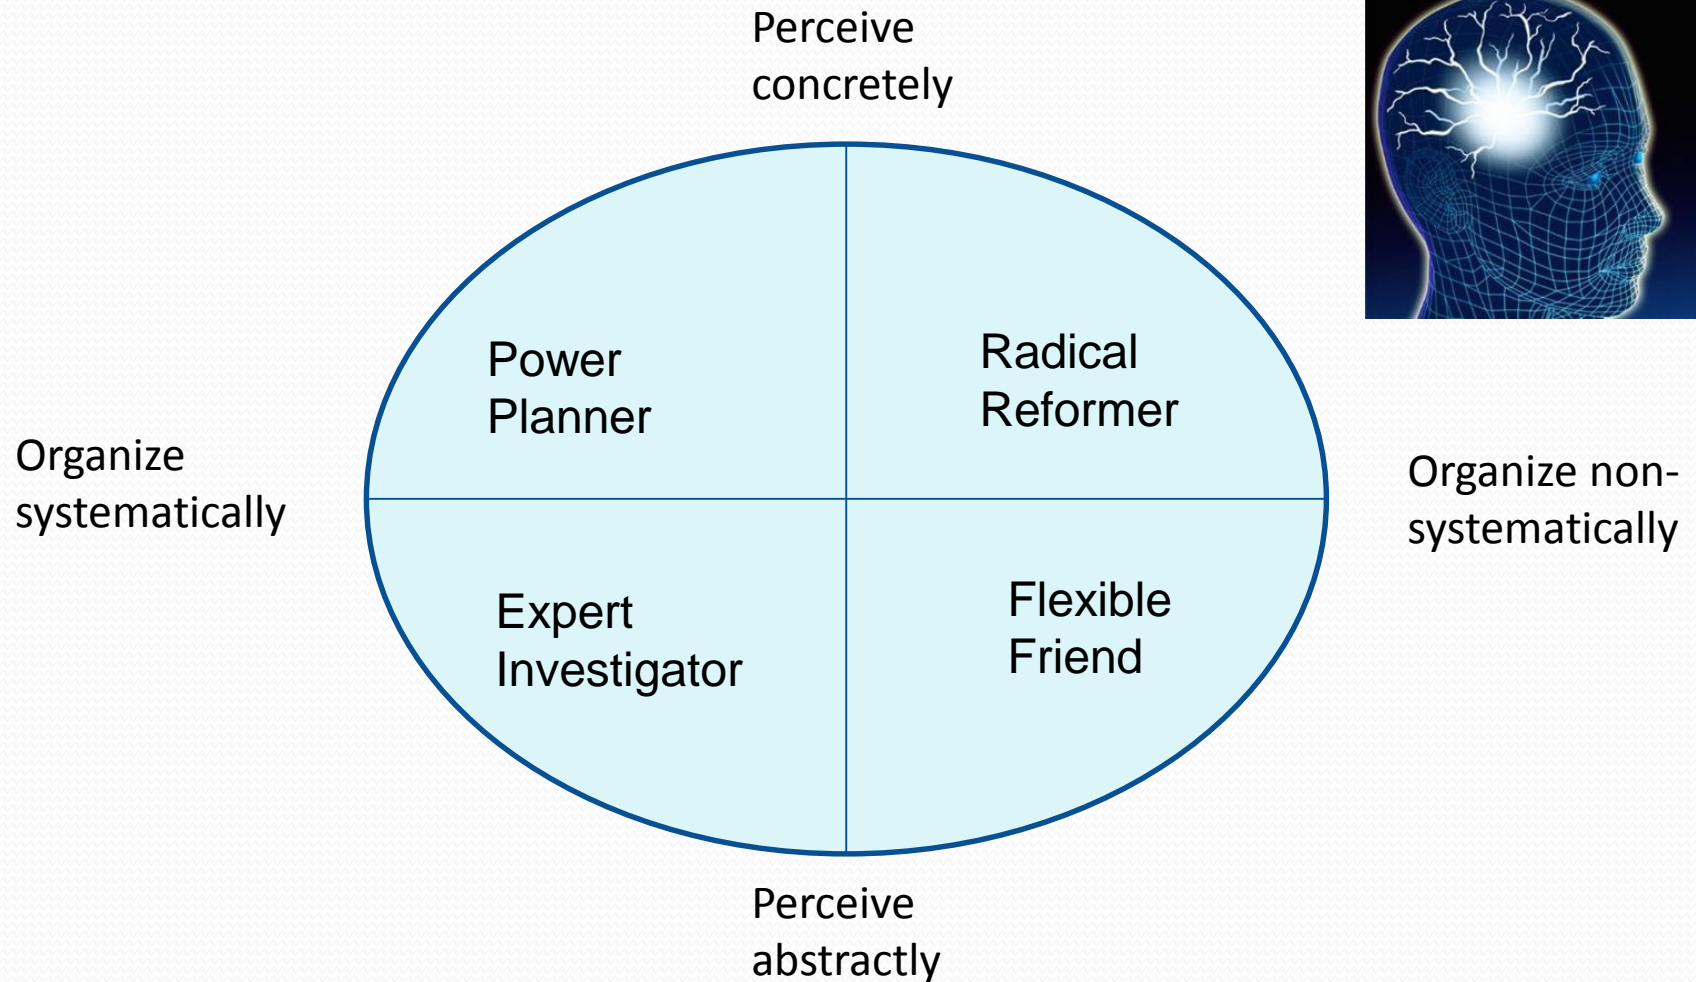 Perceive
concretely
Power
Planner
Radical
Reformer
Organize
systematically
Organize non-
systematically
Expert
Investigator
Flexible
Friend
Perceive
abstractly